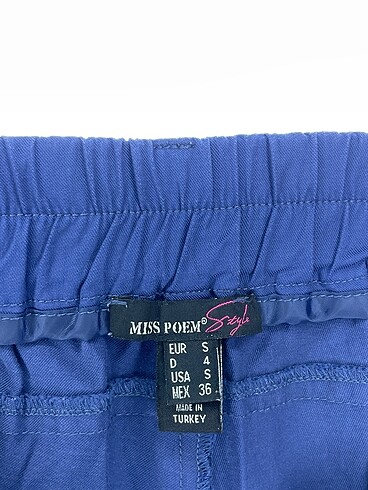 MISS POEM® Style
EUR S
D 4
USA S
MEX 36
MADE IN
TURKEY